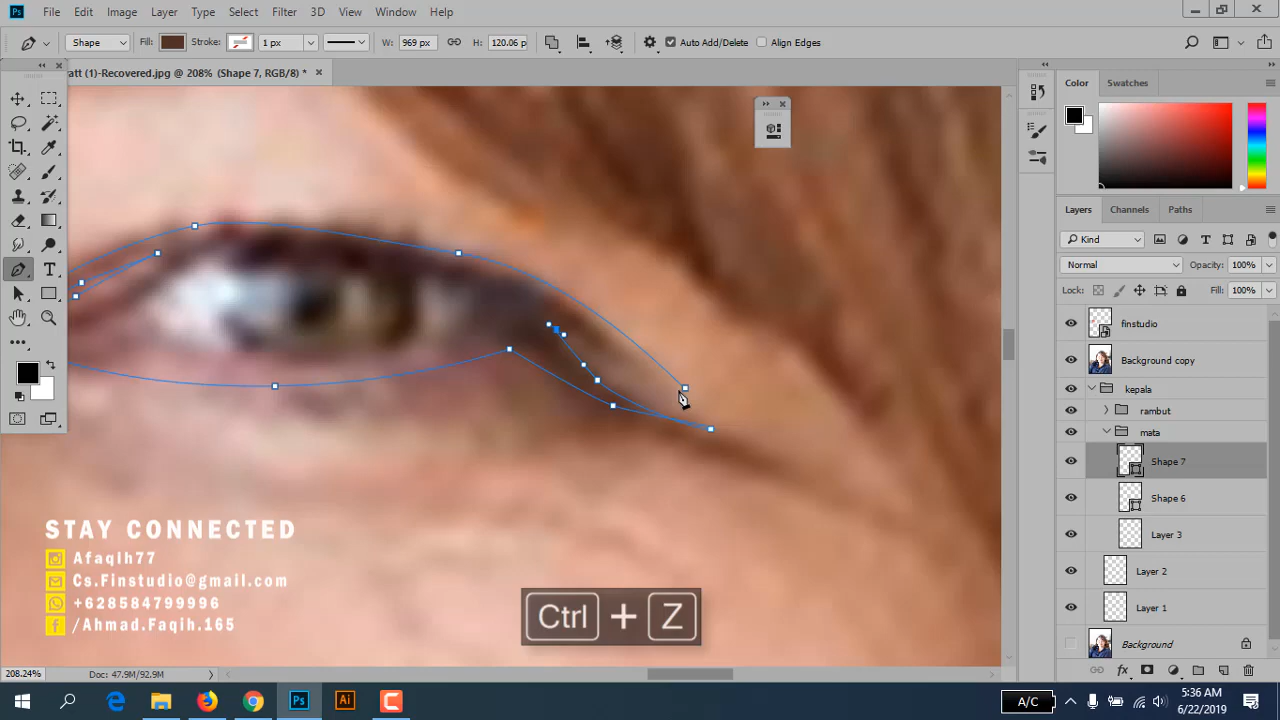 Ps File Edit Image Layer Type Select Filter 3D View Window Help
Shape Fill: Stroke: 1 px W: 969 px H: 120.06 p Auto Add/Delete Align Edges
att (1)-Recovered.jpg @ 208% (Shape 7, RGB/8) *
Color Swatches
Layers Channels Paths
Kind
Normal Opacity: 100%
Lock: Fill: 100%
finstudio
Background copy
kepala
rambut
mata
Shape 7
Shape 6
Layer 3
Layer 2
Layer 1
Background
STAY CONNECTED
Afaqih77
Cs.Finstudio@gmail.com
+628584799996
/Ahmad.Faqih.165
Ctrl + Z
208.24% Doc: 47.9M/92.9M
Ps Ai A/C 5:36 AM
6/22/2019